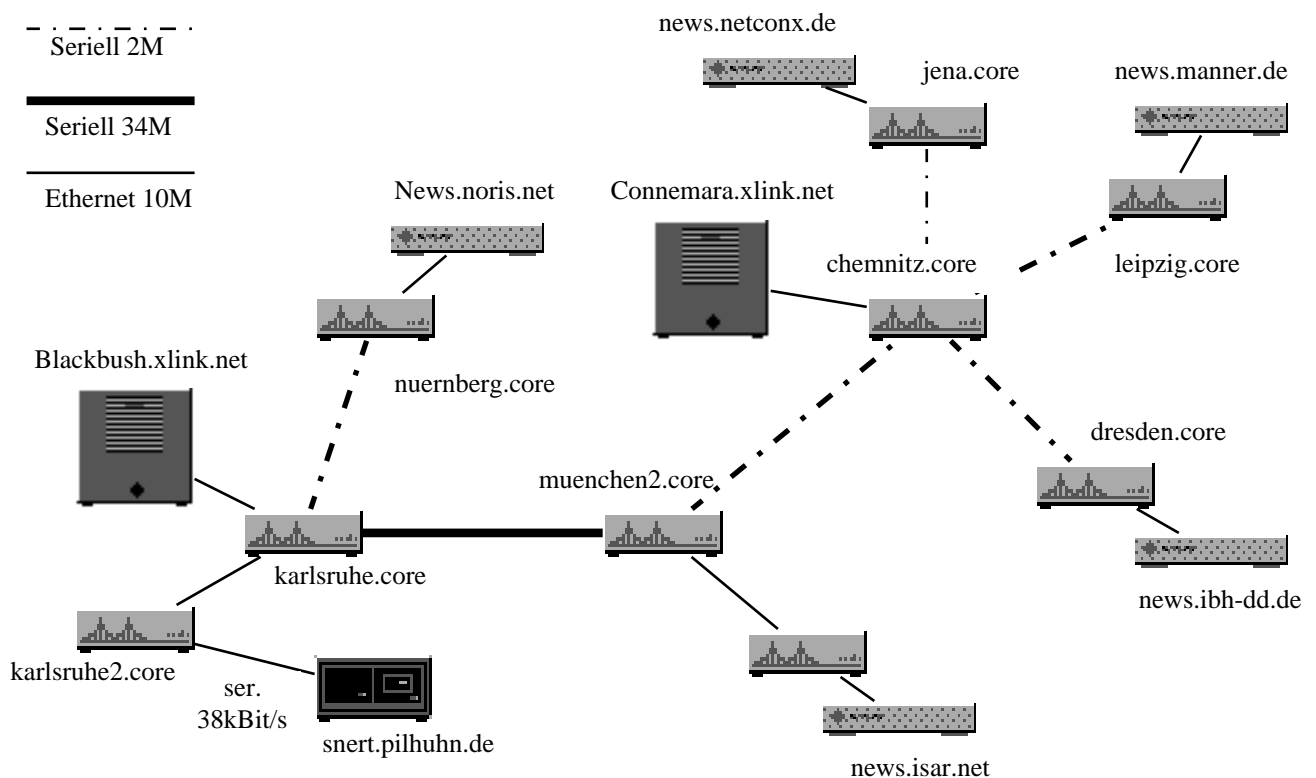 news.netconx.de
Seriell 2M
jena.core
news.manner.de
Seriell 34M
Ethernet 10M
News.noris.net
Connemara.xlink.net
chemnitz.core
leipzig.core
Blackbush.xlink.net
nuernberg.core
dresden.core
muenchen2.core
karlsruhe.core
news.ibh-dd.de
karlsruhe2.core
ser.
38kBit/s
snert.pilhuhn.de
news.isar.net